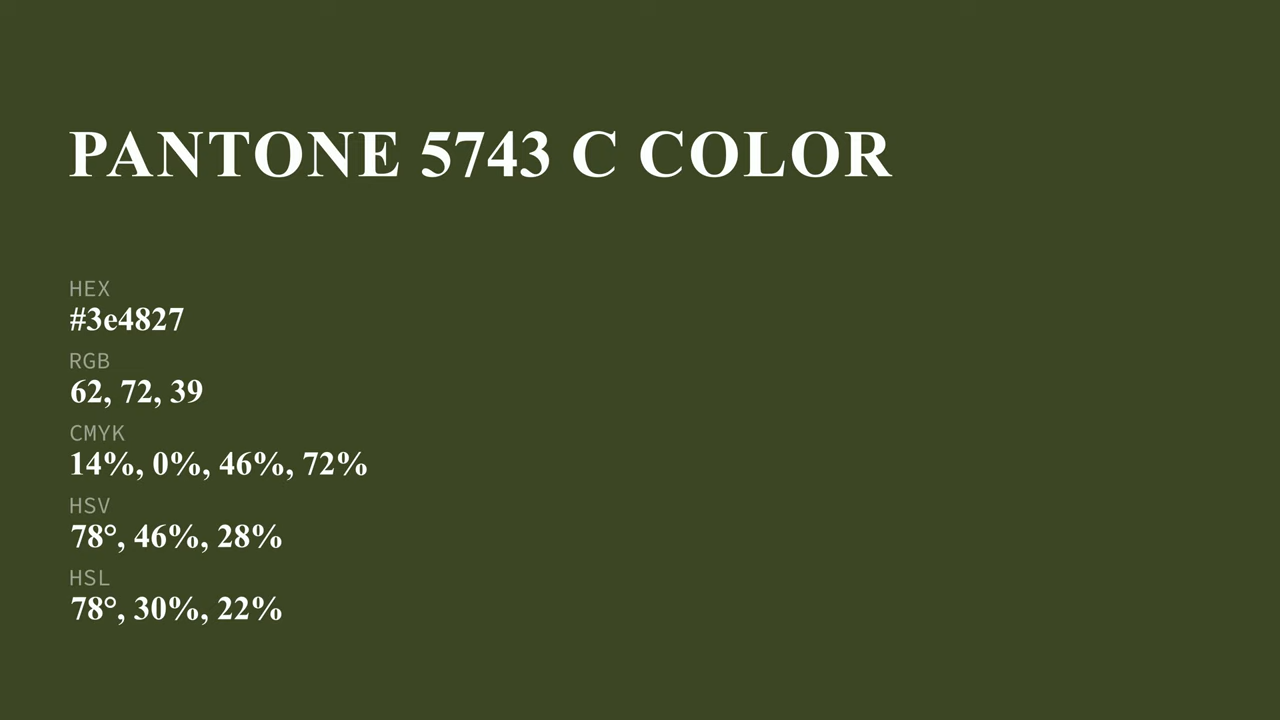 PANTONE 5743 C COLOR
HEX
#3e4827
RGB
62, 72, 39
CMYK
14%, 0%, 46%, 72%
HSV
78°, 46%, 28%
HSL
78°, 30%, 22%